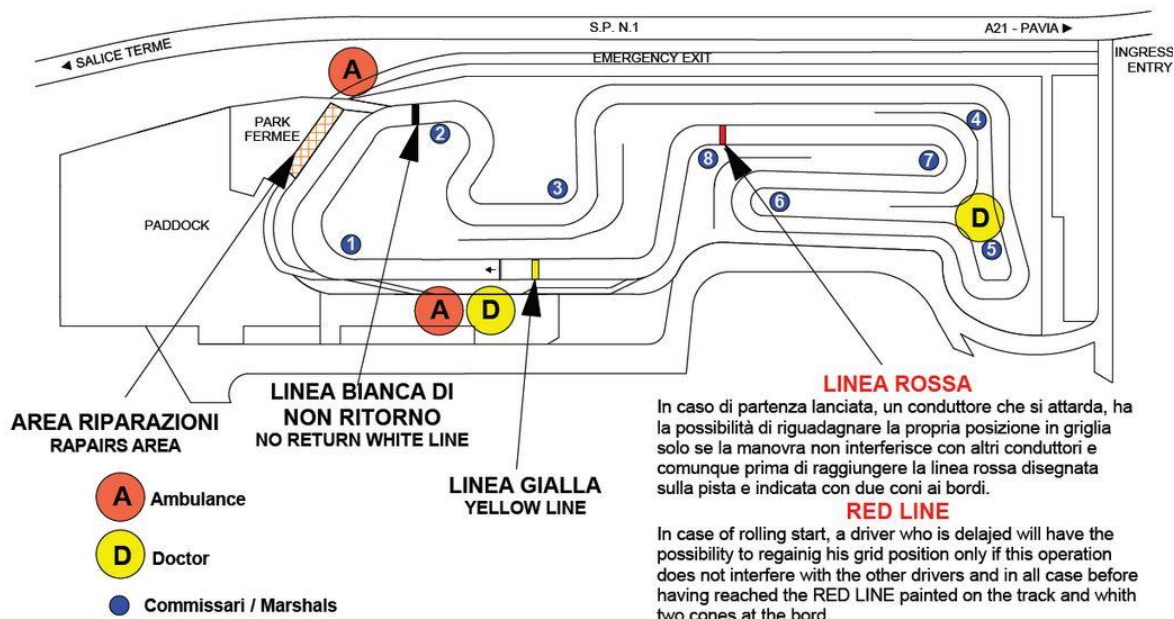 S.P. N.1
A21 - PAVIA
SALICE TERME
EMERGENCY EXIT
INGRESS
ENTRY
A
PARK
FERMEE
2
4
8
7
3
6
D
PADDOCK
1
5
A
D
AREA RIPARAZIONI
RAPAIRS AREA
LINEA BIANCA DI
NON RITORNO
NO RETURN WHITE LINE
LINEA GIALLA
YELLOW LINE
A Ambulance
D Doctor
Commissari / Marshals
LINEA ROSSA
In caso di partenza lanciata, un conduttore che si attarda, ha
la possibilità di riguadagnare la propria posizione in griglia
solo se la manovra non interferisce con altri conduttori e
comunque prima di raggiungere la linea rossa disegnata
sulla pista e indicata con due coni ai bordi.
RED LINE
In case of rolling start, a driver who is delajed will have the
possibility to regainig his grid position only if this operation
does not interfere with the other drivers and in all case before
having reached the RED LINE painted on the track and whith
two cones at the bord